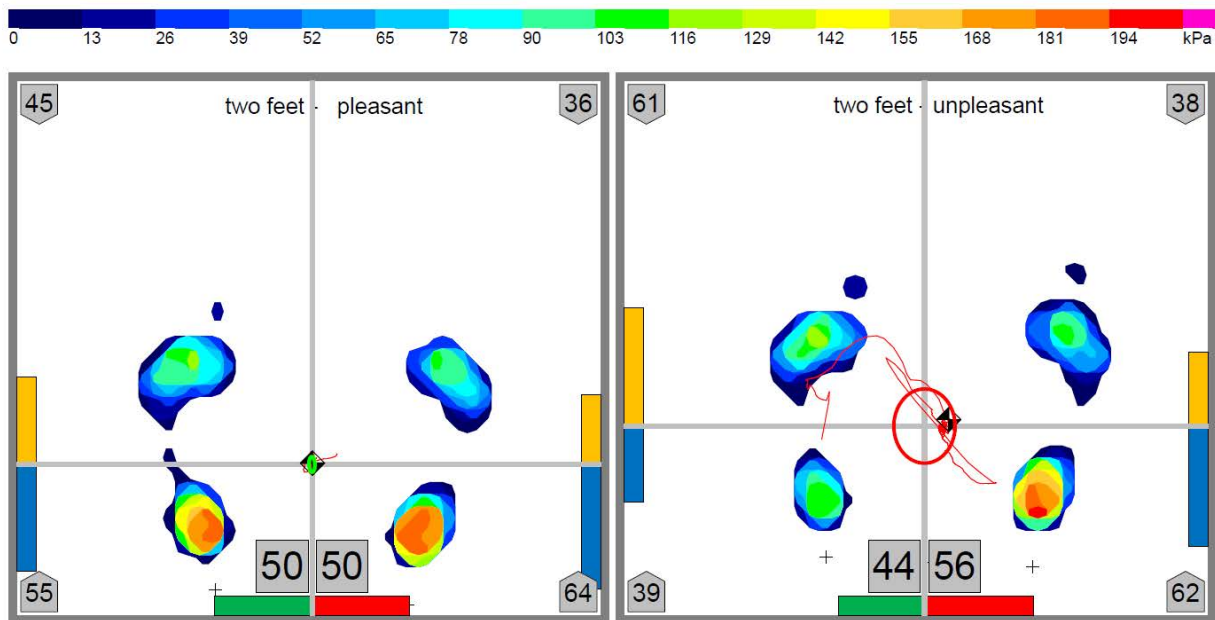 0 13 26 39 52 65 78 90 103 116 129 142 155 168 181 194 kPa
45 two feet - pleasant 36
50 50
55 64
61 two feet - unpleasant 38
44 56
39 62